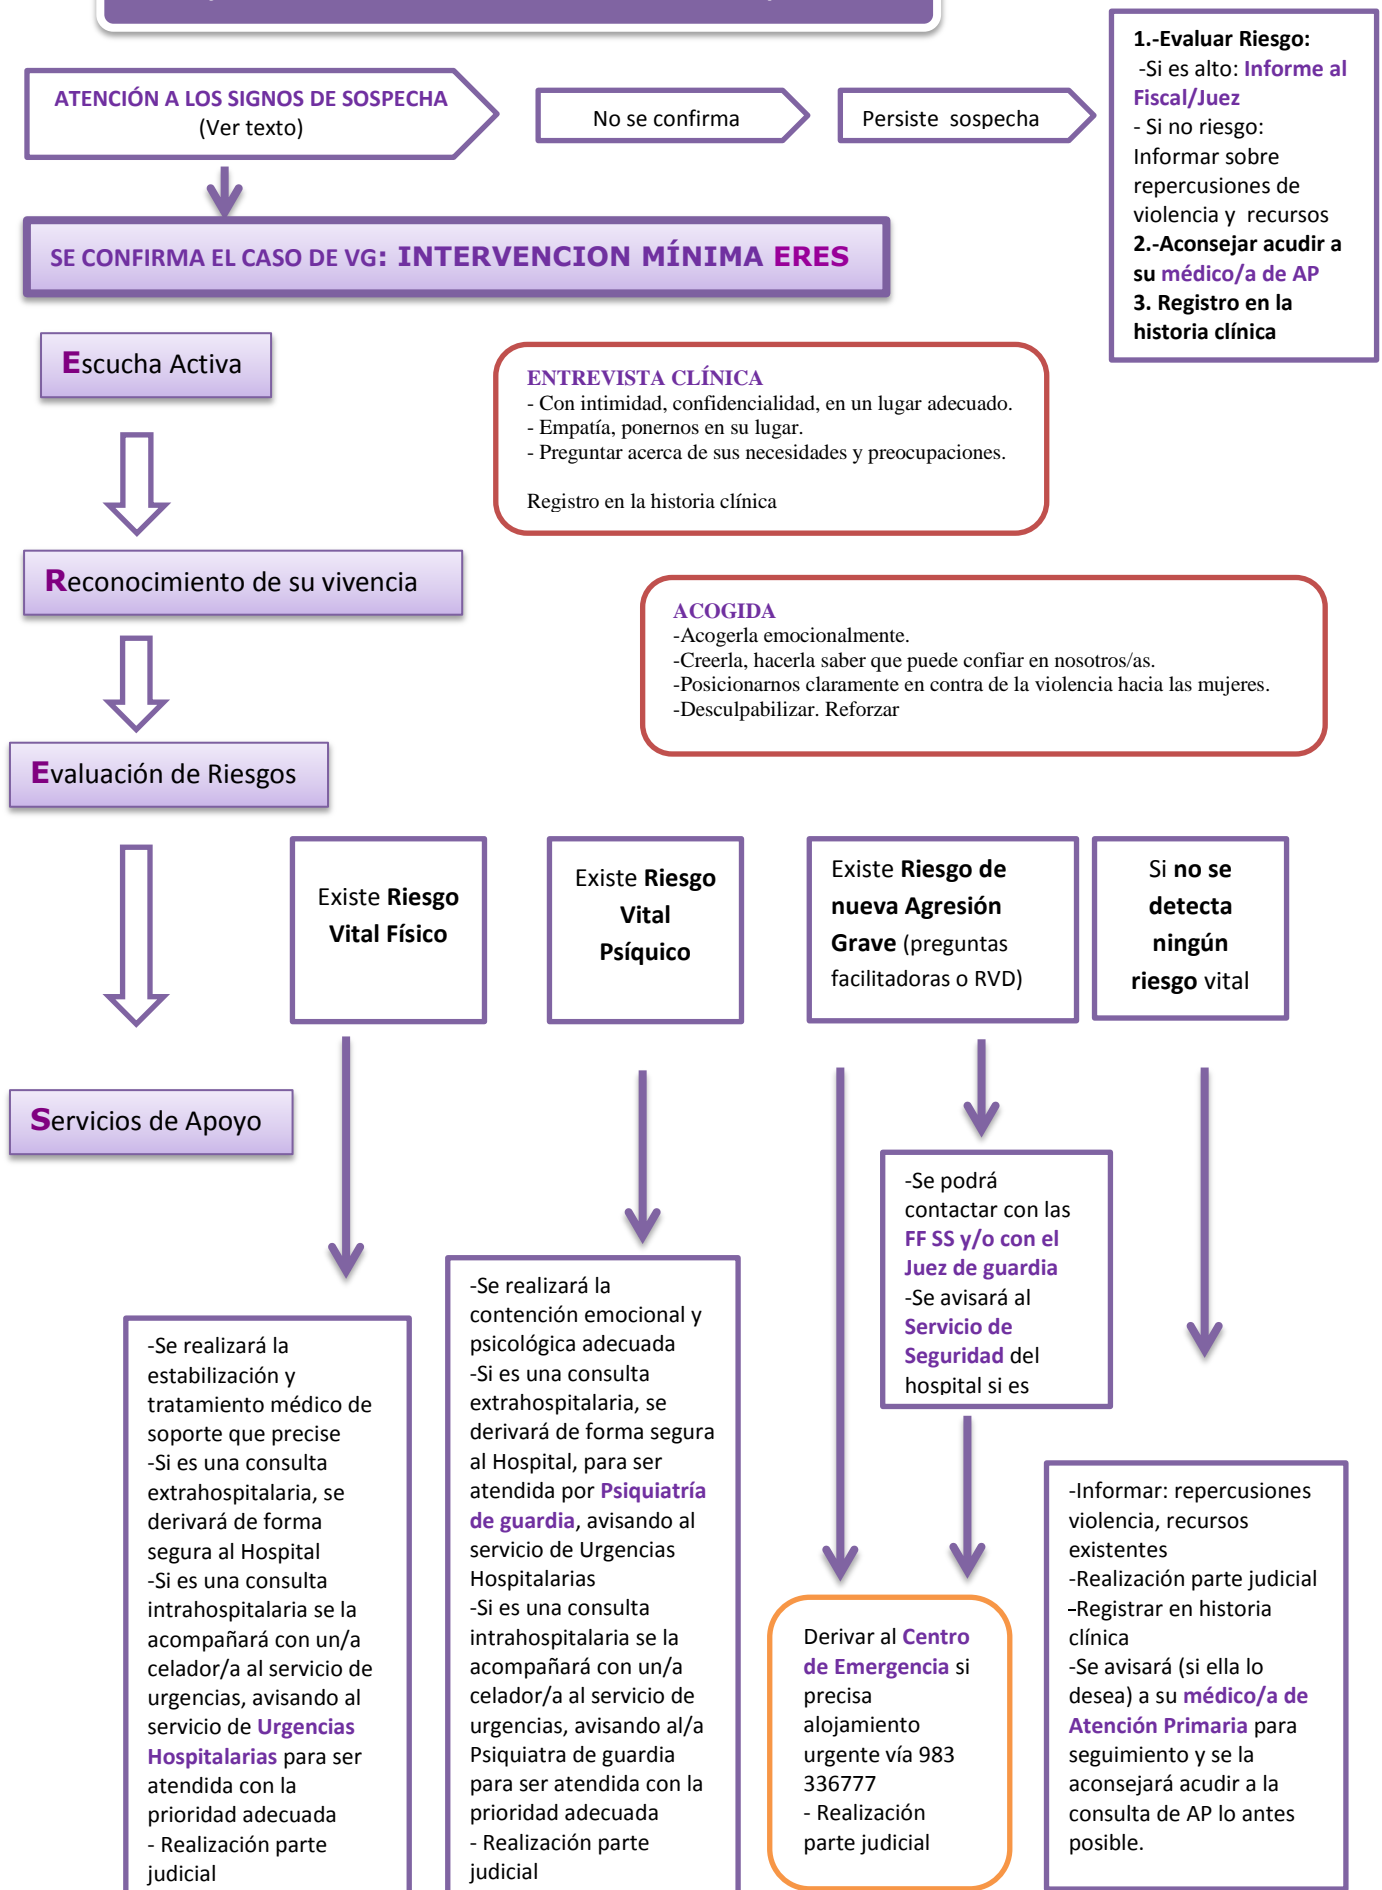 ATENCIÓN A LOS SIGNOS DE SOSPECHA
(Ver texto)
No se confirma
Persiste sospecha
1.-Evaluar Riesgo:
-Si es alto: Informe al
Fiscal/Juez
- Si no riesgo:
Informar sobre
repercusiones de
violencia y recursos
2.-Aconsejar acudir a
su médico/a de AP
3. Registro en la
historia clínica
SE CONFIRMA EL CASO DE VG: INTERVENCION MÍNIMA ERES
Escucha Activa
ENTREVISTA CLÍNICA
- Con intimidad, confidencialidad, en un lugar adecuado.
- Empatía, ponernos en su lugar.
- Preguntar acerca de sus necesidades y preocupaciones.
Registro en la historia clínica
Reconocimiento de su vivencia
ACOGIDA
-Acogerla emocionalmente.
-Creerla, hacerla saber que puede confiar en nosotros/as.
-Posicionarnos claramente en contra de la violencia hacia las mujeres.
-Desculpabilizar. Reforzar
Evaluación de Riesgos
Existe Riesgo
Vital Físico
Existe Riesgo
Vital
Psíquico
Existe Riesgo de
nueva Agresión
Grave (preguntas
facilitadoras o RVD)
Si no se
detecta
ningún
riesgo vital
Servicios de Apoyo
-Se realizará la
estabilización y
tratamiento médico de
soporte que precise
-Si es una consulta
extrahospitalaria, se
derivará de forma
segura al Hospital
-Si es una consulta
intrahospitalaria se la
acompañará con un/a
celador/a al servicio de
urgencias, avisando al
servicio de Urgencias
Hospitalarias para ser
atendida con la
prioridad adecuada
- Realización parte
judicial
-Se realizará la
contención emocional y
psicológica adecuada
-Si es una consulta
extrahospitalaria, se
derivará de forma segura
al Hospital, para ser
atendida por Psiquiatría
de guardia, avisando al
servicio de Urgencias
Hospitalarias
-Si es una consulta
intrahospitalaria se la
acompañará con un/a
celador/a al servicio de
urgencias, avisando al/a
Psiquiatra de guardia
para ser atendida con la
prioridad adecuada
- Realización parte
judicial
-Se podrá
contactar con las
FF SS y/o con el
Juez de guardia
-Se avisará al
Servicio de
Seguridad del
hospital si es
Derivar al Centro
de Emergencia si
precisa
alojamiento
urgente vía 983
336777
- Realización
parte judicial
-Informar: repercusiones
violencia, recursos
existentes
-Realización parte judicial
-Registrar en historia
clínica
-Se avisará (si ella lo
desea) a su médico/a de
Atención Primaria para
seguimiento y se la
aconsejará acudir a la
consulta de AP lo antes
posible.